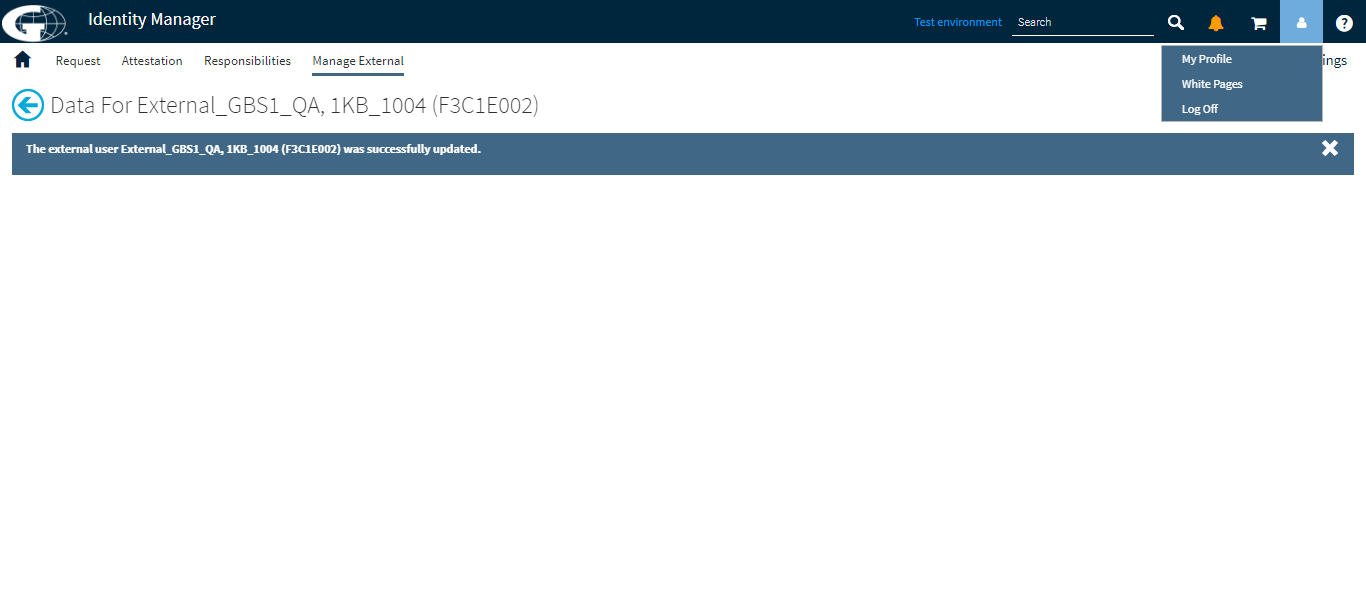 Identity Manager
Test environment
Search
Request
Attestation
Responsibilities
Manage External
ings
My Profile
White Pages
Log Off
Data For External_GBS1_QA, 1KB_1004 (F3C1E002)
The external user External_GBS1_QA, 1KB_1004 (F3C1E002) was successfully updated.